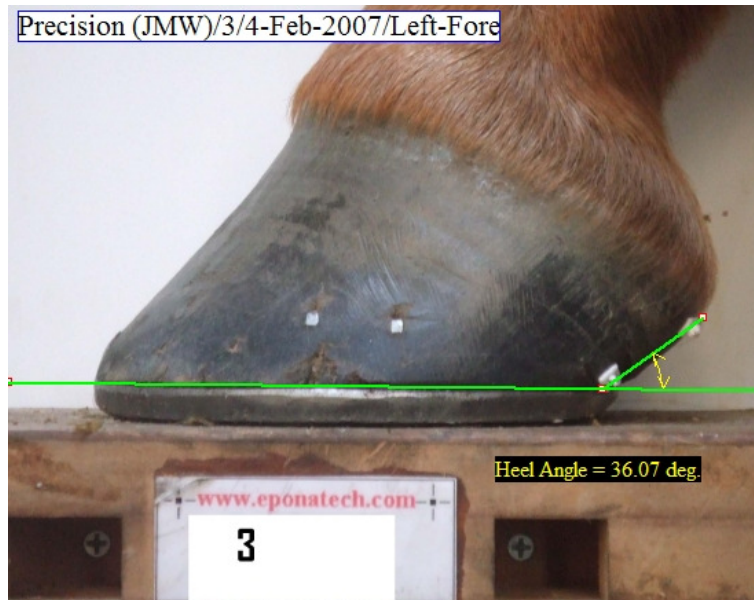 Precision (JMW)/3/4-Feb-2007/Left-Fore
Heel Angle = 36.07 deg.
www.eponatech.com
3